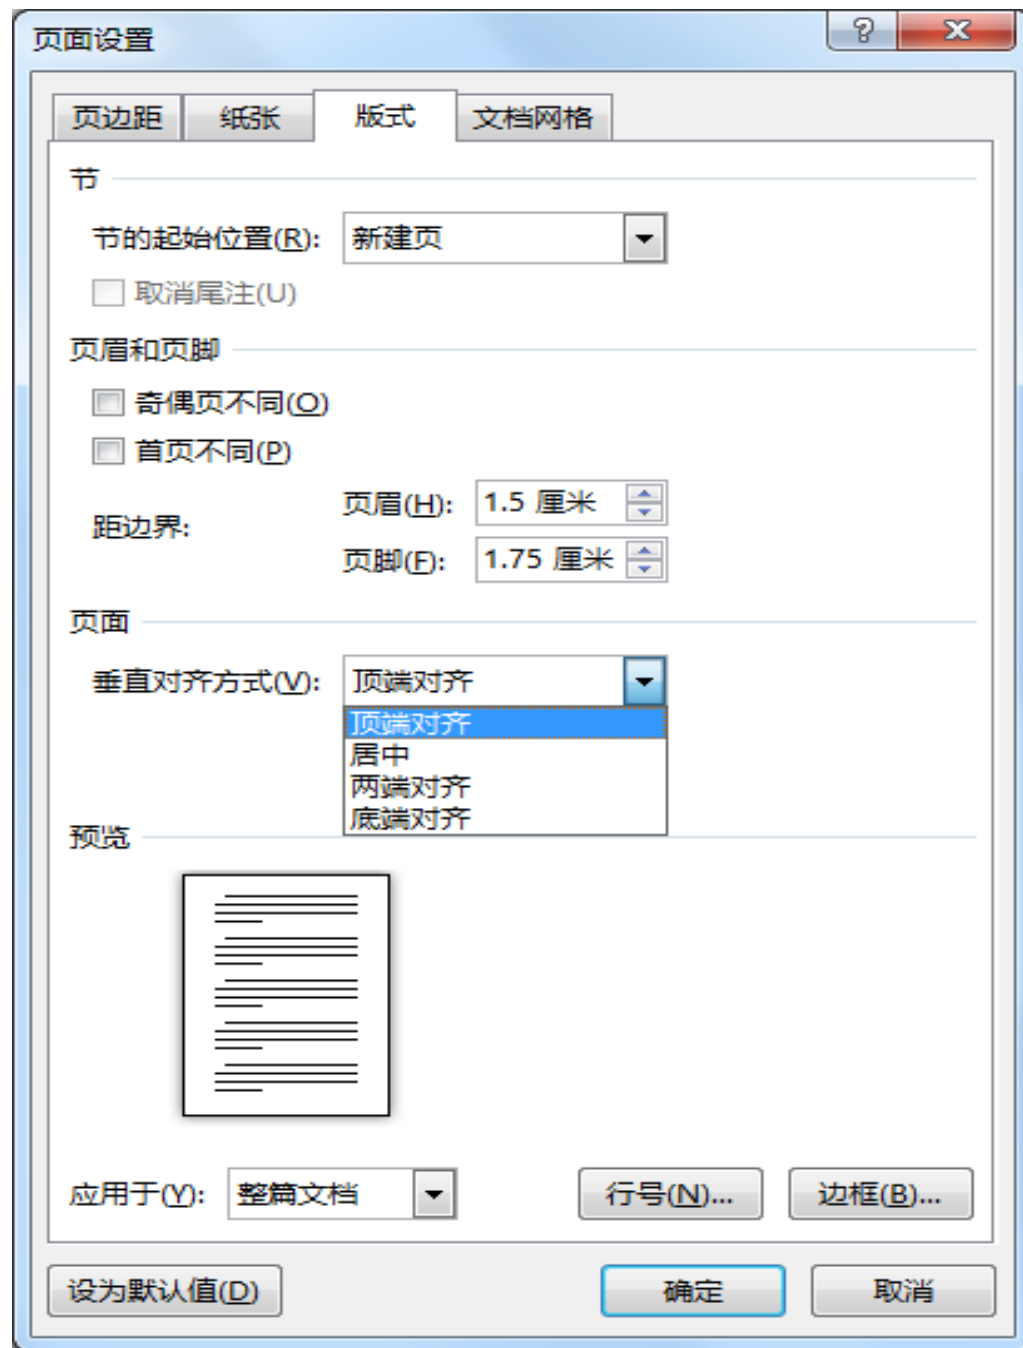 页面设置
页边距 纸张 版式 文档网格
节
节的起始位置(R): 新建页
取消尾注(U)
页眉和页脚
奇偶页不同(O)
首页不同(P)
距边界: 页眉(H): 1.5 厘米
页脚(F): 1.75 厘米
页面
垂直对齐方式(V): 顶端对齐
顶端对齐
居中
两端对齐
底端对齐
预览
应用于(Y): 整篇文档 行号(N)... 边框(B)...
设为默认值(D) 确定 取消